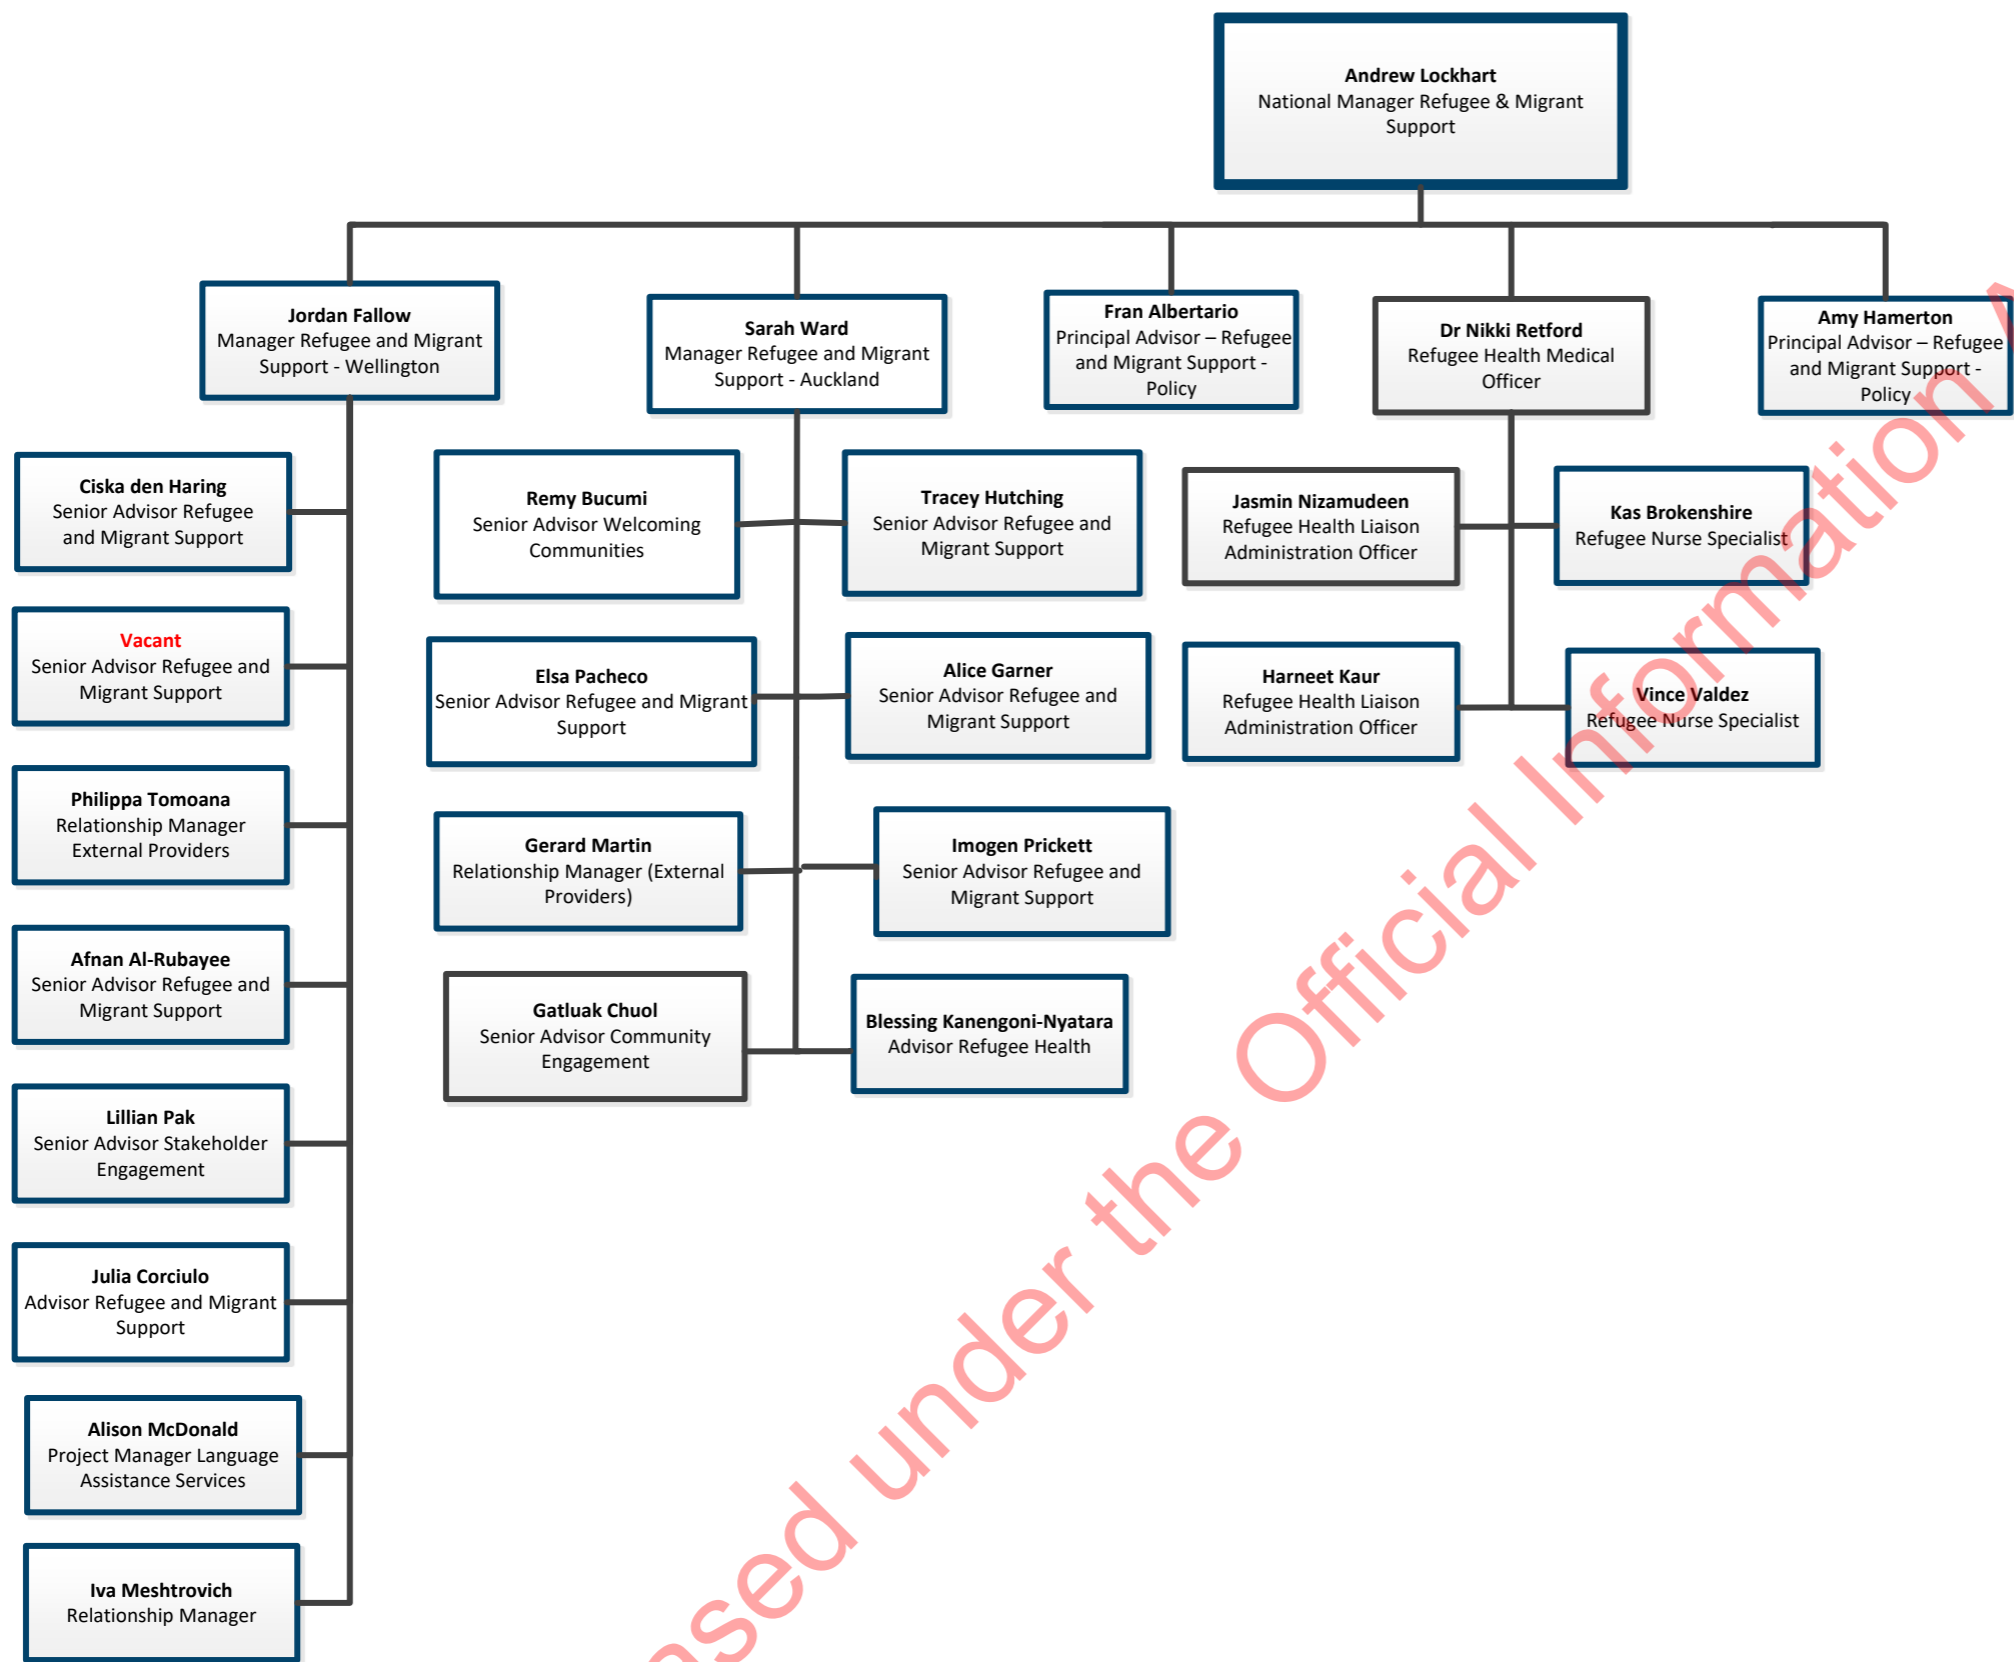 Andrew Lockhart
National Manager Refugee & Migrant
Support
Jordan Fallow
Manager Refugee and Migrant
Support - Wellington
Sarah Ward
Manager Refugee and Migrant
Support - Auckland
Fran Albertario
Principal Advisor – Refugee
and Migrant Support -
Policy
Dr Nikki Retford
Refugee Health Medical
Officer
Amy Hamerton
Principal Advisor – Refugee
and Migrant Support -
Policy
Ciska den Haring
Senior Advisor Refugee
and Migrant Support
Vacant
Senior Advisor Refugee and
Migrant Support
Philippa Tomoana
Relationship Manager
External Providers
Afnan Al-Rubayee
Senior Advisor Refugee and
Migrant Support
Lillian Pak
Senior Advisor Stakeholder
Engagement
Julia Corciulo
Advisor Refugee and Migrant
Support
Alison McDonald
Project Manager Language
Assistance Services
Iva Meshtrovich
Relationship Manager
Remy Bucumi
Senior Advisor Welcoming
Communities
Tracey Hutching
Senior Advisor Refugee and
Migrant Support
Elsa Pacheco
Senior Advisor Refugee and Migrant
Support
Alice Garner
Senior Advisor Refugee and
Migrant Support
Gerard Martin
Relationship Manager (External
Providers)
Imogen Prickett
Senior Advisor Refugee and
Migrant Support
Gatluak Chuol
Senior Advisor Community
Engagement
Blessing Kanengoni-Nyatara
Advisor Refugee Health
Jasmin Nizamudeen
Refugee Health Liaison
Administration Officer
Kas Brokenshire
Refugee Nurse Specialist
Harneet Kaur
Refugee Health Liaison
Administration Officer
Vince Valdez
Refugee Nurse Specialist
under the Official Information